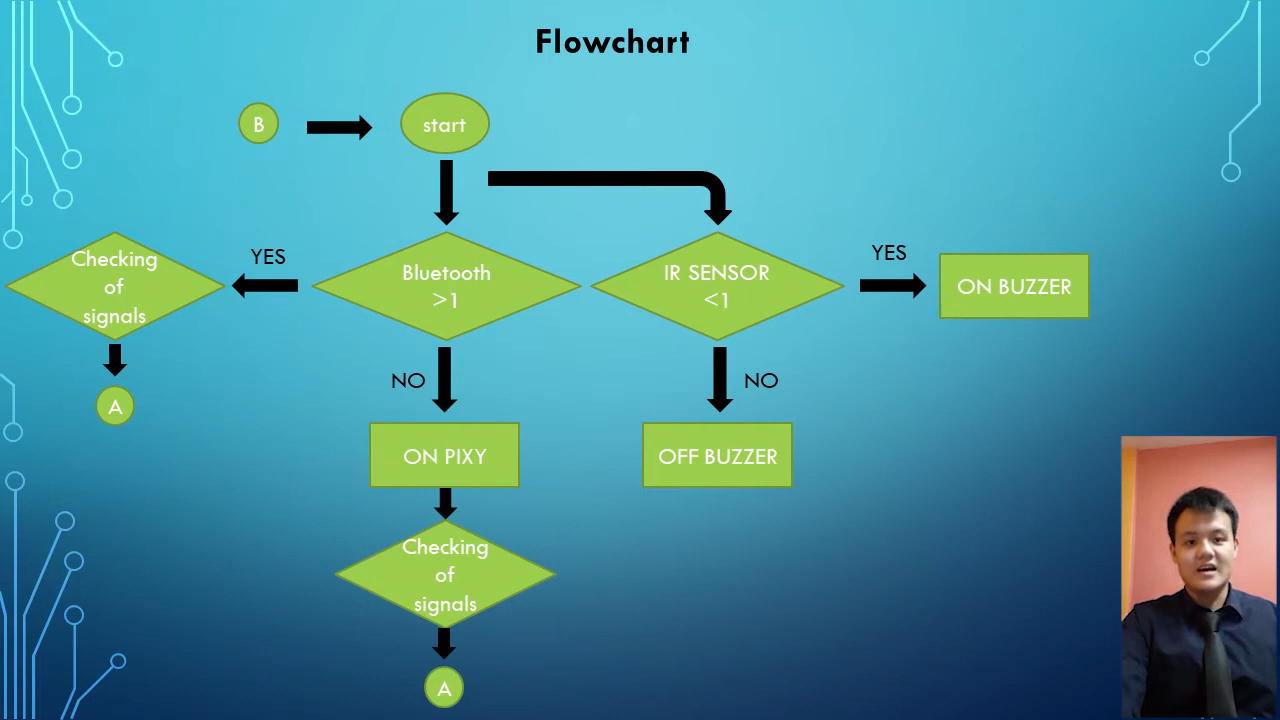 Flowchart
B
start
YES
Checking
of
signals
Bluetooth
>1
IR SENSOR
<1
YES
ON BUZZER
A
NO
NO
ON PIXY
OFF BUZZER
Checking
of
signals
A